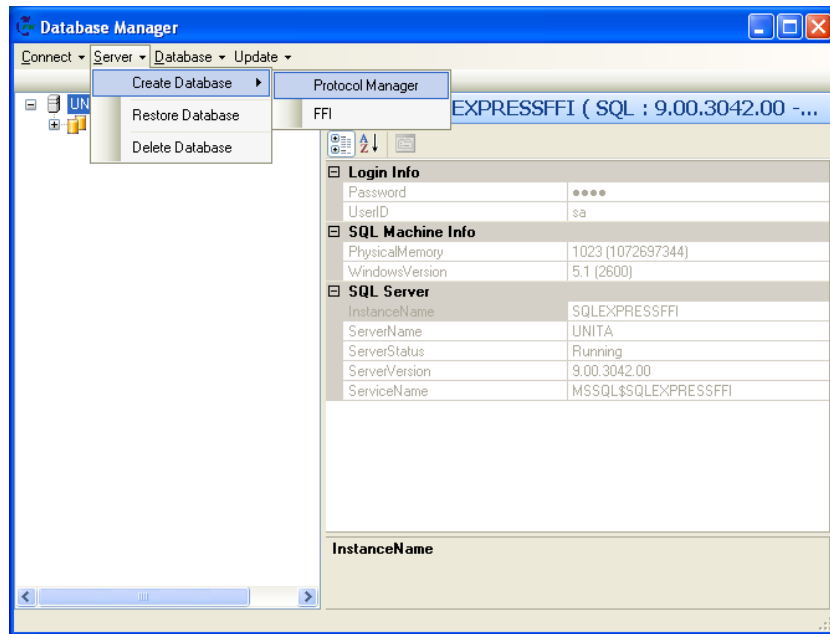 Database Manager
Connect Server Database Update
Create Database
Restore Database
Delete Database
Protocol Manager
FFI
UN
EXPRESSFFI ( SQL : 9.00.3042.00 -...
Login Info
Password ●●●●
UserID sa
SQL Machine Info
PhysicalMemory 1023 (1072697344)
WindowsVersion 5.1 (2600)
SQL Server
InstanceName SQLEXPRESSFFI
ServerName UNITA
ServerStatus Running
ServerVersion 9.00.3042.00
ServiceName MSSQL$SQLEXPRESSFFI
InstanceName